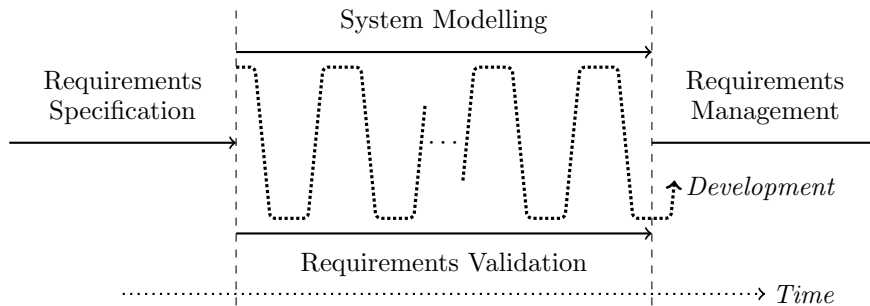 System Modelling
Requirements
Specification
Requirements
Management
...
Development
Requirements Validation
Time